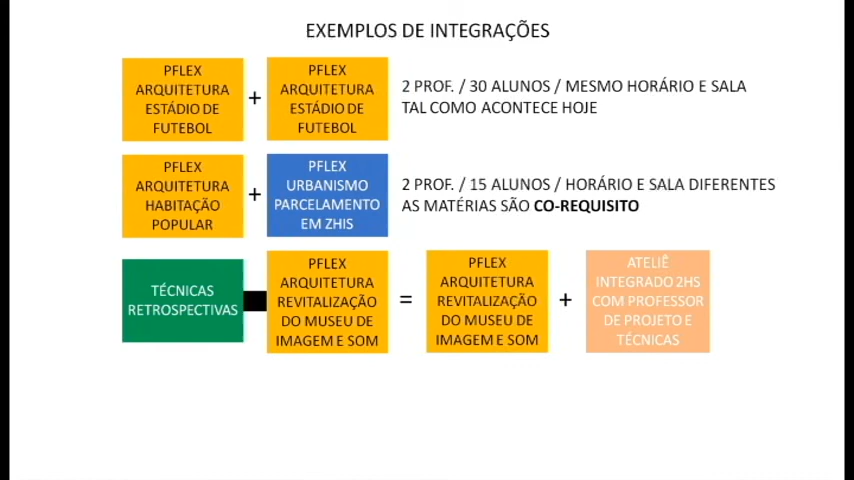 EXEMPLOS DE INTEGRAÇÕES
PFLEX
ARQUITETURA
ESTÁDIO DE
FUTEBOL
+
PFLEX
ARQUITETURA
ESTÁDIO DE
FUTEBOL
2 PROF. / 30 ALUNOS / MESMO HORÁRIO E SALA
TAL COMO ACONTECE HOJE
PFLEX
ARQUITETURA
HABITAÇÃO
POPULAR
+
PFLEX
URBANISMO
PARCELAMENTO
EM ZHIS
2 PROF. / 15 ALUNOS / HORÁRIO E SALA DIFERENTES
AS MATÉRIAS SÃO CO-REQUISITO
TÉCNICAS
RETROSPECTIVAS
PFLEX
ARQUITETURA
REVITALIZAÇÃO
DO MUSEU DE
IMAGEM E SOM
=
PFLEX
ARQUITETURA
REVITALIZAÇÃO
DO MUSEU DE
IMAGEM E SOM
+
ATELIÊ
INTEGRADO 2HS
COM PROFESSOR
DE PROJETO E
TÉCNICAS